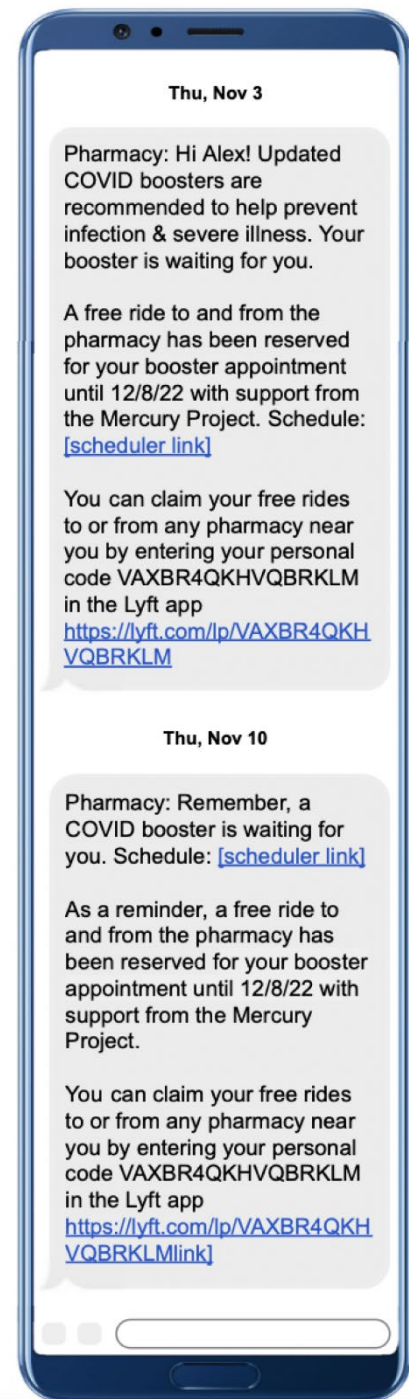 Thu, Nov 3
Pharmacy: Hi Alex! Updated
COVID boosters are
recommended to help prevent
infection & severe illness. Your
booster is waiting for you.
A free ride to and from the
pharmacy has been reserved
for your booster appointment
until 12/8/22 with support from
the Mercury Project. Schedule:
[scheduler link]
You can claim your free rides
to or from any pharmacy near
you by entering your personal
code VAXBR4QKHVQBRKLM
in the Lyft app
https://lyft.com/lp/VAXBR4QKH
VQBRKLM
Thu, Nov 10
Pharmacy: Remember, a
COVID booster is waiting for
you. Schedule: [scheduler link]
As a reminder, a free ride to
and from the pharmacy has
been reserved for your booster
appointment until 12/8/22 with
support from the Mercury
Project.
You can claim your free rides
to or from any pharmacy near
you by entering your personal
code VAXBR4QKHVQBRKLM
in the Lyft app
https://lyft.com/lp/VAXBR4QKH
VQBRKLMlink]